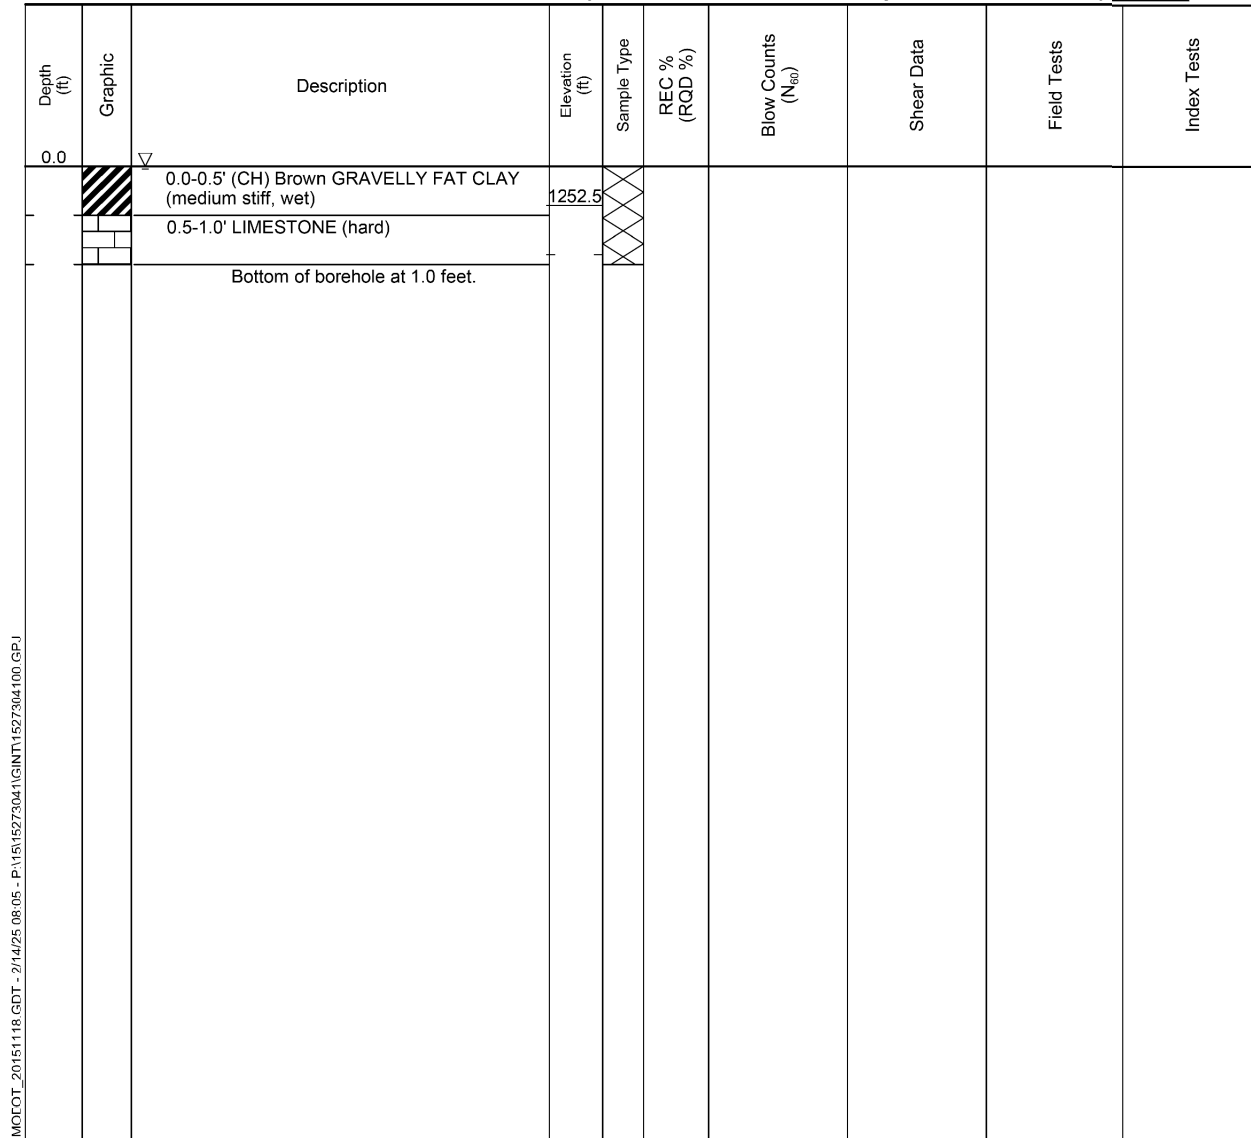 Depth
(ft)
Graphic
Description
Elevation
(ft)
Sample Type
REC %
(RQD %)
Blow Counts
(N60)
Shear Data
Field Tests
Index Tests
0.0
0.0-0.5' (CH) Brown GRAVELLY FAT CLAY
(medium stiff, wet)
1252.5
0.5-1.0' LIMESTONE (hard)
Bottom of borehole at 1.0 feet.
MODOT_20151118.GDT - 2/14/25 08:05 - P:\15\15273041\GINT\1527304100.GPJ